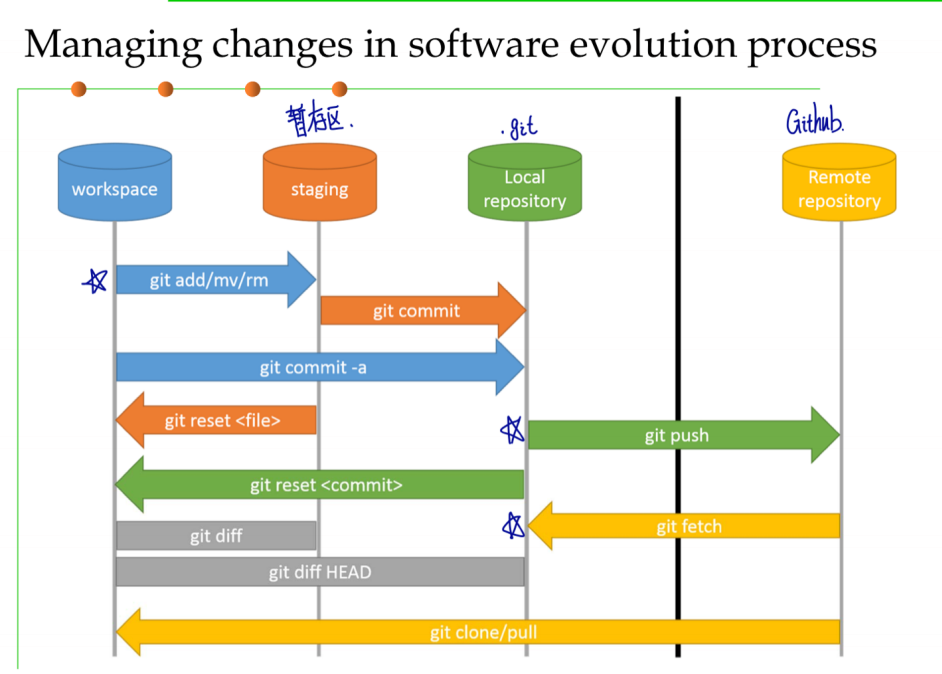 Managing changes in software evolution process
暂存区.
.git
Github.
workspace
staging
Local
repository
Remote
repository
git add/mv/rm
git commit
git commit -a
git reset <file>
git push
git reset <commit>
git fetch
git diff
git diff HEAD
git clone/pull